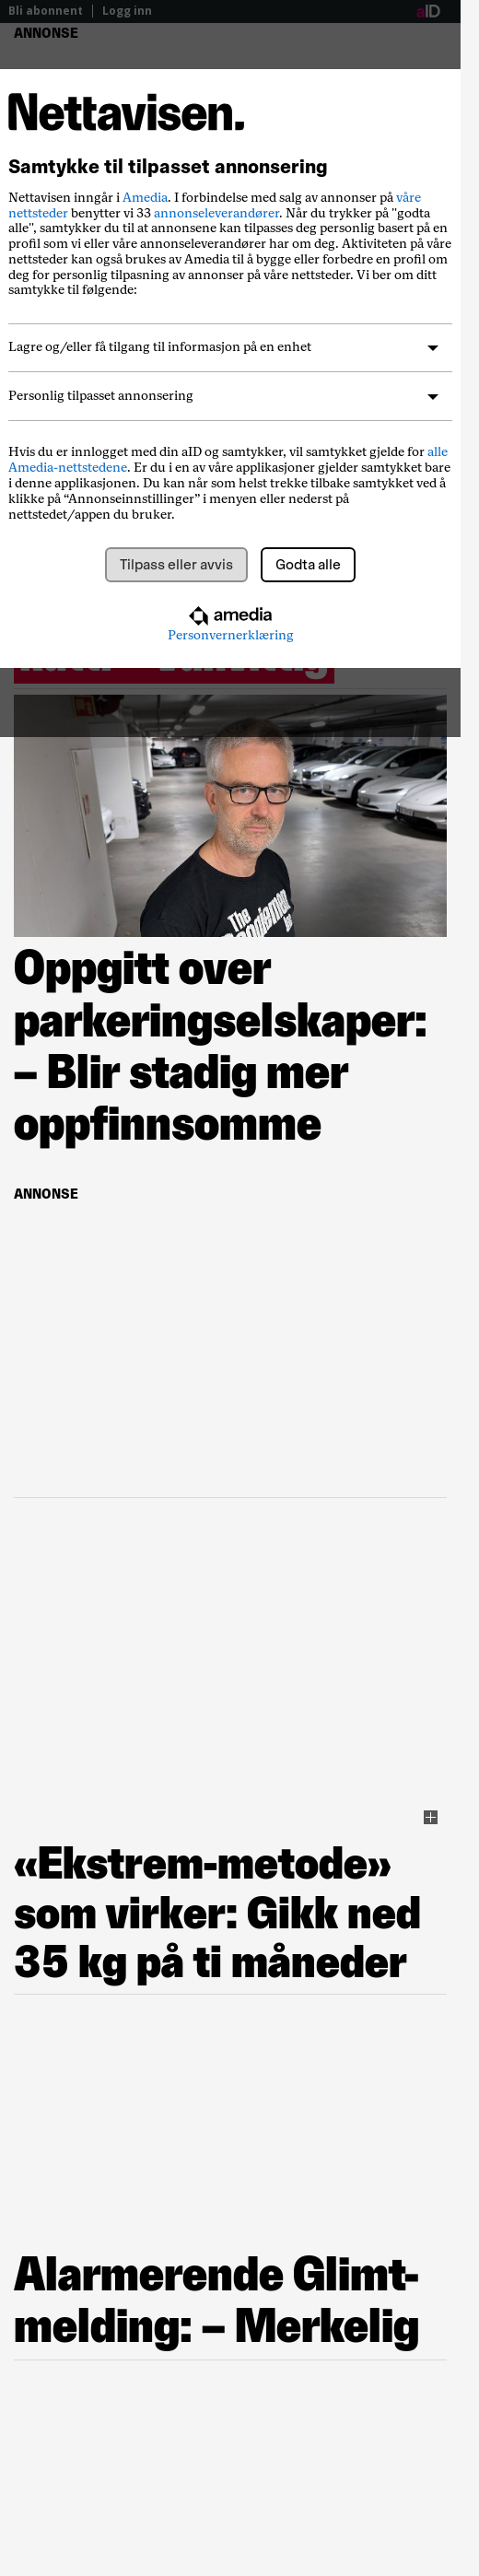 Bli abonnent | Logg inn
aID
ANNONSE
Nettavisen.
Samtykke til tilpasset annonsering
Nettavisen inngår i Amedia. I forbindelse med salg av annonser på våre
nettsteder benytter vi 33 annonseleverandører. Når du trykker på "godta
alle", samtykker du til at annonsene kan tilpasses deg personlig basert på en
profil som vi eller våre annonseleverandører har om deg. Aktiviteten på våre
nettsteder kan også brukes av Amedia til å bygge eller forbedre en profil om
deg for personlig tilpasning av annonser på våre nettsteder. Vi ber om ditt
samtykke til følgende:
Lagre og/eller få tilgang til informasjon på en enhet
Personlig tilpasset annonsering
Hvis du er innlogget med din aID og samtykker, vil samtykket gjelde for alle
Amedia-nettstedene. Er du i en av våre applikasjoner gjelder samtykket bare
i denne applikasjonen. Du kan når som helst trekke tilbake samtykket ved å
klikke på “Annonseinnstillinger” i menyen eller nederst på
nettstedet/appen du bruker.
Tilpass eller avvis
Godta alle
amedia
Personvernerklæring
The
Oppgitt over
parkeringselskaper:
– Blir stadig mer
oppfinnsomme
ANNONSE
«Ekstrem-metode»
som virker: Gikk ned
35 kg på ti måneder
Alarmerende Glimt-
melding: – Merkelig